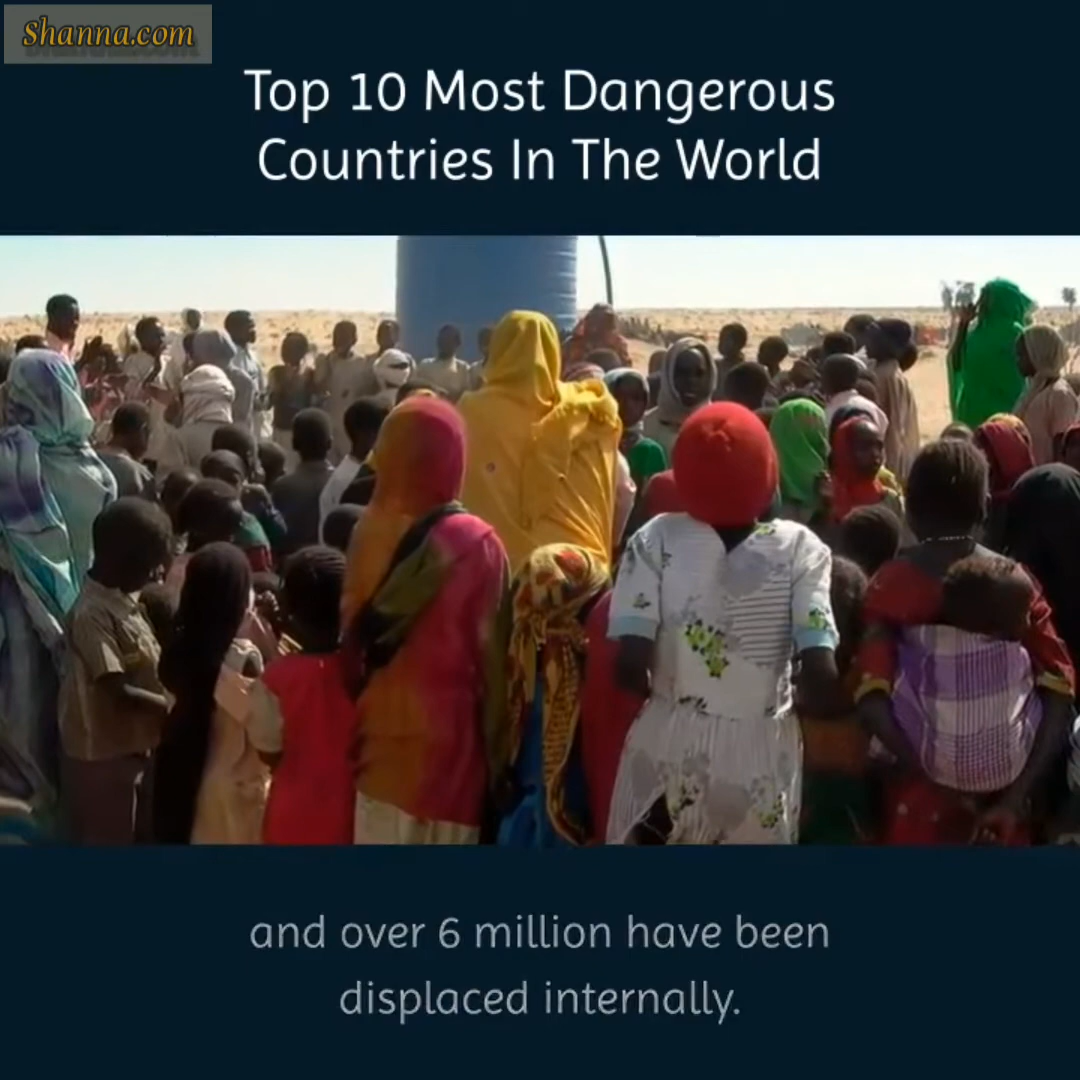 Shanna.com
Top 10 Most Dangerous
Countries In The World
and over 6 million have been
displaced internally.